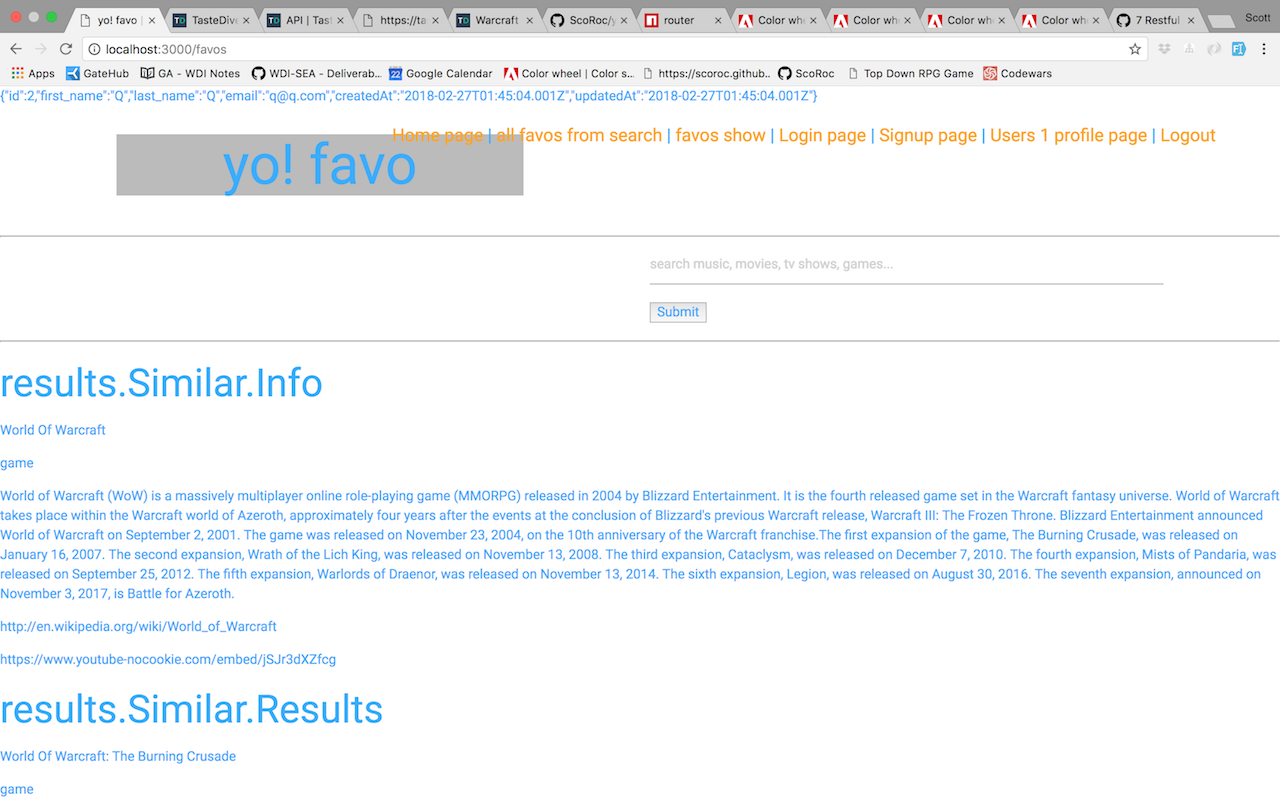 yo! favo |
TasteDive
API | Tast
https://ta
Warcraft
ScoRoc/y
router
Color whe
Color whe
Color whe
Color whe
7 Restful
Scott
localhost:3000/favos
Apps GateHub GA - WDI Notes WDI-SEA - Deliverab... Google Calendar Color wheel | Color s... https://scoroc.github.. ScoRoc Top Down RPG Game Codewars
{"id":2,"first_name":"Q","last_name":"Q","email":"q@q.com","createdAt":"2018-02-27T01:45:04.001Z","updatedAt":"2018-02-27T01:45:04.001Z"}
Home page | all favos from search | favos show | Login page | Signup page | Users 1 profile page | Logout
yo! favo
search music, movies, tv shows, games...
Submit
results.Similar.Info
World Of Warcraft
game
World of Warcraft (WoW) is a massively multiplayer online role-playing game (MMORPG) released in 2004 by Blizzard Entertainment. It is the fourth released game set in the Warcraft fantasy universe. World of Warcraft
takes place within the Warcraft world of Azeroth, approximately four years after the events at the conclusion of Blizzard's previous Warcraft release, Warcraft III: The Frozen Throne. Blizzard Entertainment announced
World of Warcraft on September 2, 2001. The game was released on November 23, 2004, on the 10th anniversary of the Warcraft franchise.The first expansion of the game, The Burning Crusade, was released on
January 16, 2007. The second expansion, Wrath of the Lich King, was released on November 13, 2008. The third expansion, Cataclysm, was released on December 7, 2010. The fourth expansion, Mists of Pandaria, was
released on September 25, 2012. The fifth expansion, Warlords of Draenor, was released on November 13, 2014. The sixth expansion, Legion, was released on August 30, 2016. The seventh expansion, announced on
November 3, 2017, is Battle for Azeroth.
http://en.wikipedia.org/wiki/World_of_Warcraft
https://www.youtube-nocookie.com/embed/jSJr3dXZfcg
results.Similar.Results
World Of Warcraft: The Burning Crusade
game